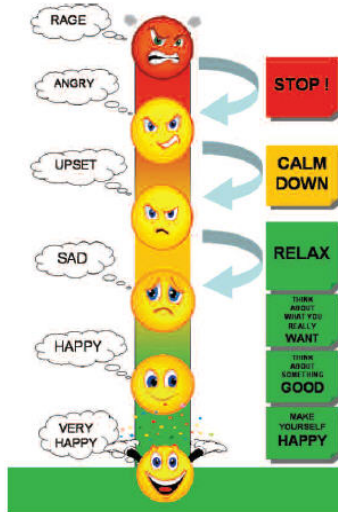 RAGE
ANGRY
STOP !
UPSET
CALM
DOWN
SAD
RELAX
THINK
ABOUT
WHAT YOU
REALLY
WANT
HAPPY
THINK
ABOUT
SOMETHING
GOOD
VERY
HAPPY
MAKE
YOURSELF
HAPPY